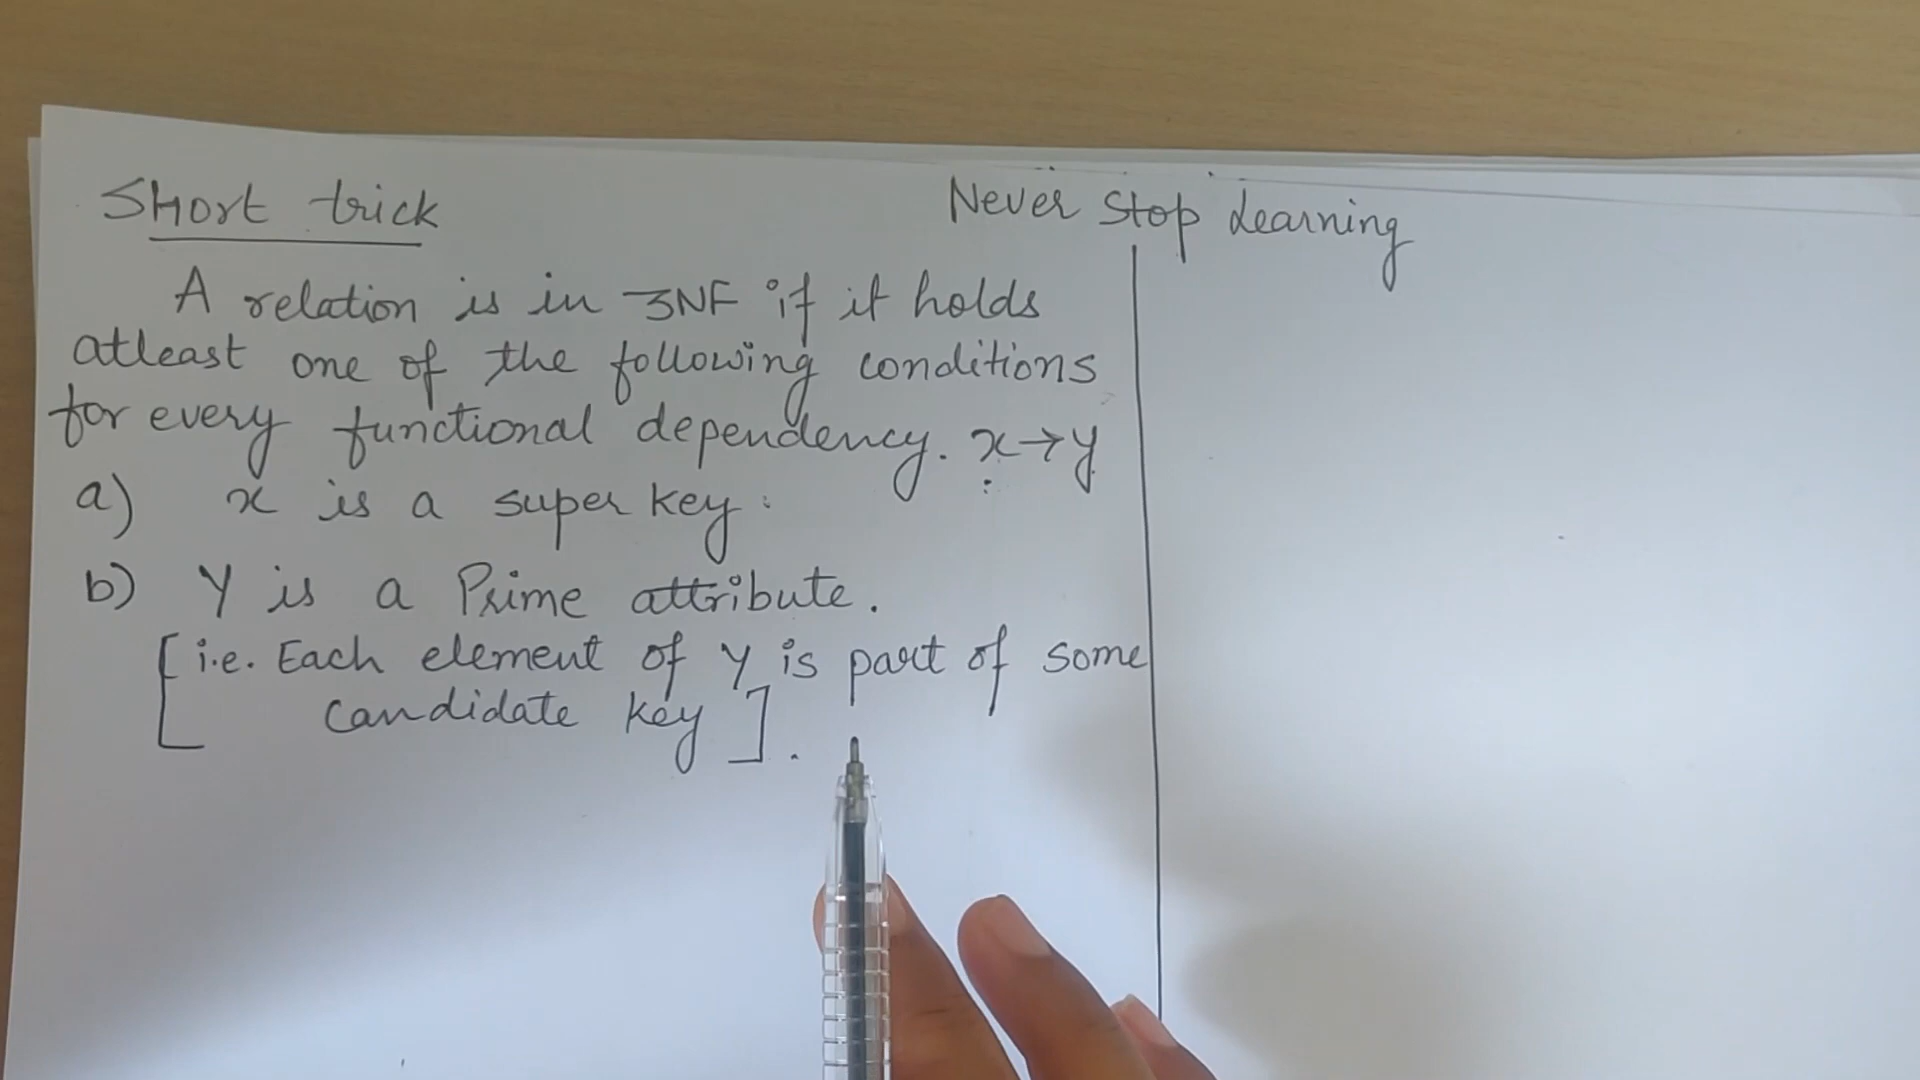 Short trick
Never Stop Learning
A relation is in 3NF if it holds
atleast one of the following conditions
for every functional dependency. x→y
a) x is a super key.
b) Y is a Prime attribute.
[i.e. Each element of Y is part of some
candidate key].